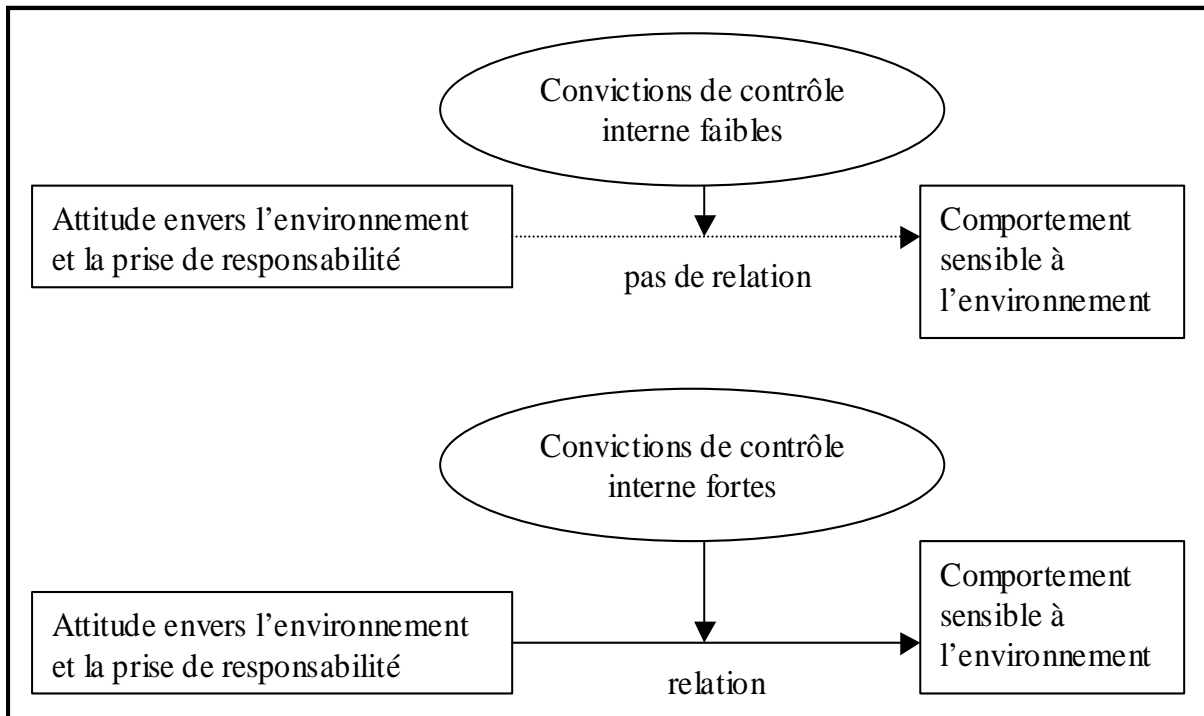 Convictions de contrôle
interne faibles
Attitude envers l’environnement
et la prise de responsabilité
pas de relation
Comportement
sensible à
l’environnement
Convictions de contrôle
interne fortes
Attitude envers l’environnement
et la prise de responsabilité
relation
Comportement
sensible à
l’environnement